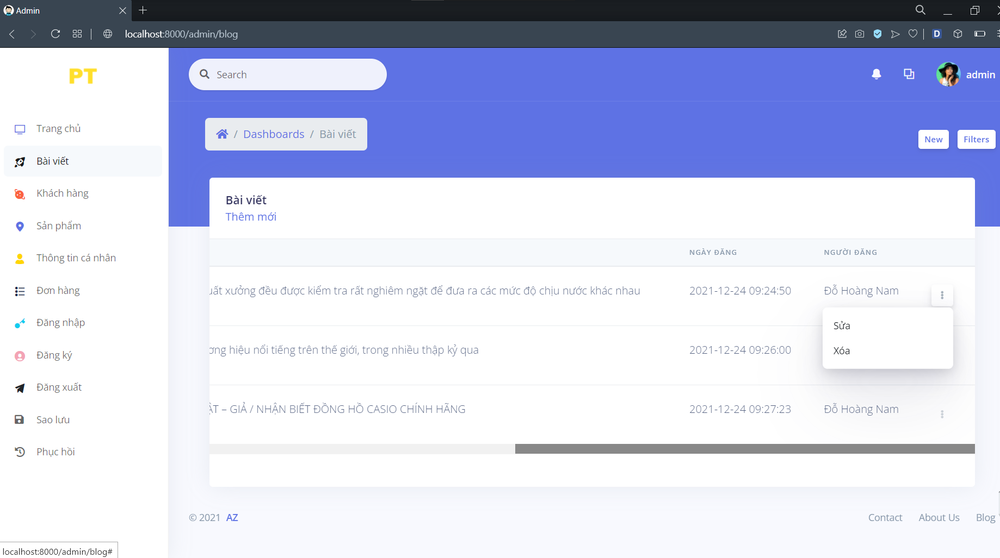 Admin
localhost:8000/admin/blog
D
PT
Search
admin
Trang chủ
Bài viết
Khách hàng
Sản phẩm
Thông tin cá nhân
Đơn hàng
Đăng nhập
Đăng ký
Đăng xuất
Sao lưu
Phục hồi
/ Dashboards / Bài viết
New
Filters
Bài viết
Thêm mới
NGÀY ĐĂNG NGƯỜI ĐĂNG
xưởng đều được kiểm tra rất nghiêm ngặt để đưa ra các mức độ chịu nước khác nhau 2021-12-24 09:24:50 Đỗ Hoàng Nam
Sửa
hiệu nổi tiếng trên thế giới, trong nhiều thập kỷ qua 2021-12-24 09:26:00
Xóa
– GIẢ / NHẬN BIẾT ĐỒNG HỒ CASIO CHÍNH HÃNG 2021-12-24 09:27:23 Đỗ Hoàng Nam
© 2021 AZ
Contact About Us Blog
localhost:8000/admin/blog#